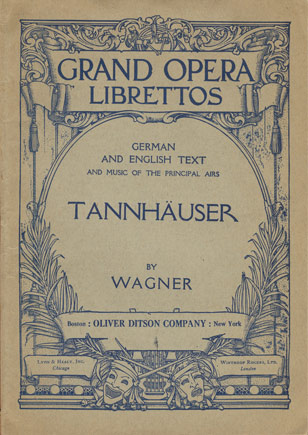 GRAND OPERA
LIBRETTOS
GERMAN
AND ENGLISH TEXT
AND MUSIC OF THE PRINCIPAL AIRS
TANNHÄUSER
BY
WAGNER
Boston : OLIVER DITSON COMPANY : New York
Lyon & Healy, Inc.
Chicago
Winthrop Rogers, Ltd.
London